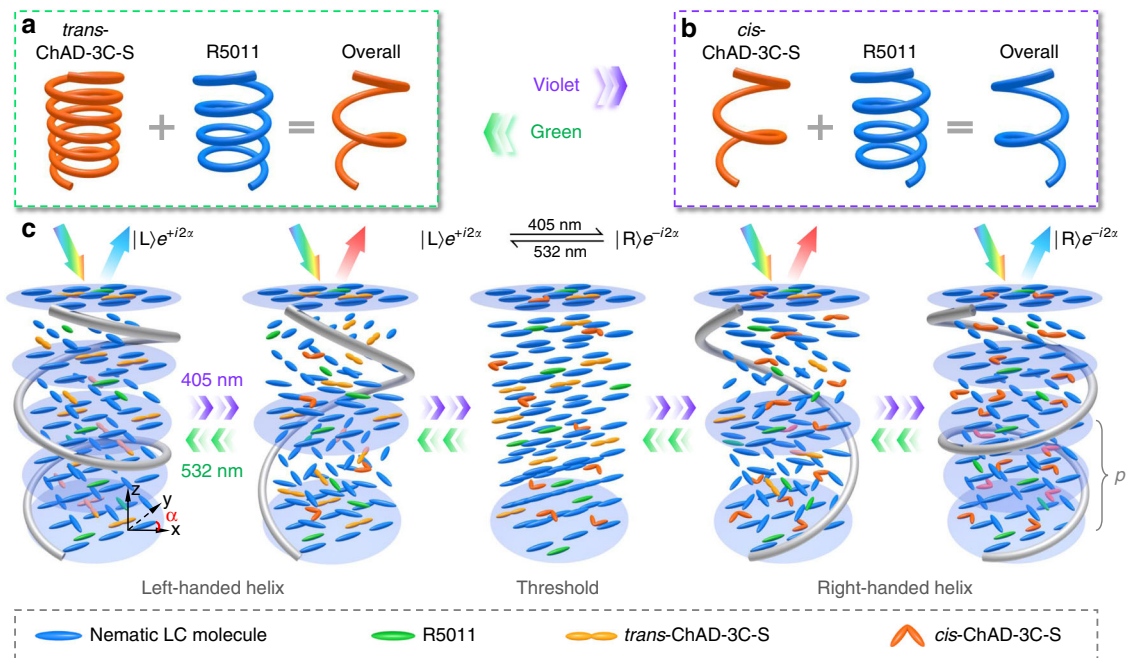 a
trans-
ChAD-3C-S
R5011
Overall
+
=
Violet
Green
b
cis-
ChAD-3C-S
R5011
Overall
+
=
c
|L⟩e^{+i2α}
|L⟩e^{+i2α} 405 nm |R⟩e^{−i2α}
532 nm
|R⟩e^{−i2α}
405 nm
532 nm
z
y
α
x
p
Left-handed helix
Threshold
Right-handed helix
Nematic LC molecule
R5011
trans-ChAD-3C-S
cis-ChAD-3C-S